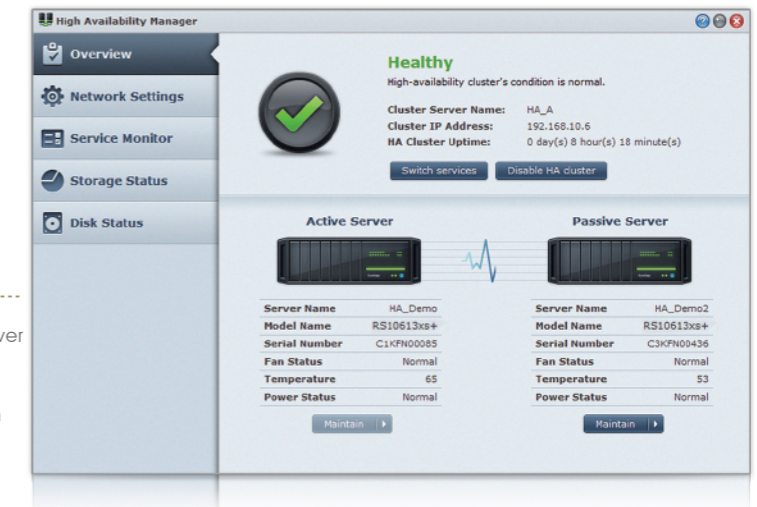 High Availability Manager
Overview
Network Settings
Service Monitor
Storage Status
Disk Status
Healthy
High-availability cluster's condition is normal.
Cluster Server Name: HA_A
Cluster IP Address: 192.168.10.6
HA Cluster Uptime: 0 day(s) 8 hour(s) 18 minute(s)
Switch services Disable HA cluster
Active Server
Server Name HA_Demo
Model Name RS10613xs+
Serial Number C1KFN00085
Fan Status Normal
Temperature 65
Power Status Normal
Maintain
Passive Server
Server Name HA_Demo2
Model Name RS10613xs+
Serial Number C3KFN00436
Fan Status Normal
Temperature 53
Power Status Normal
Maintain
ver